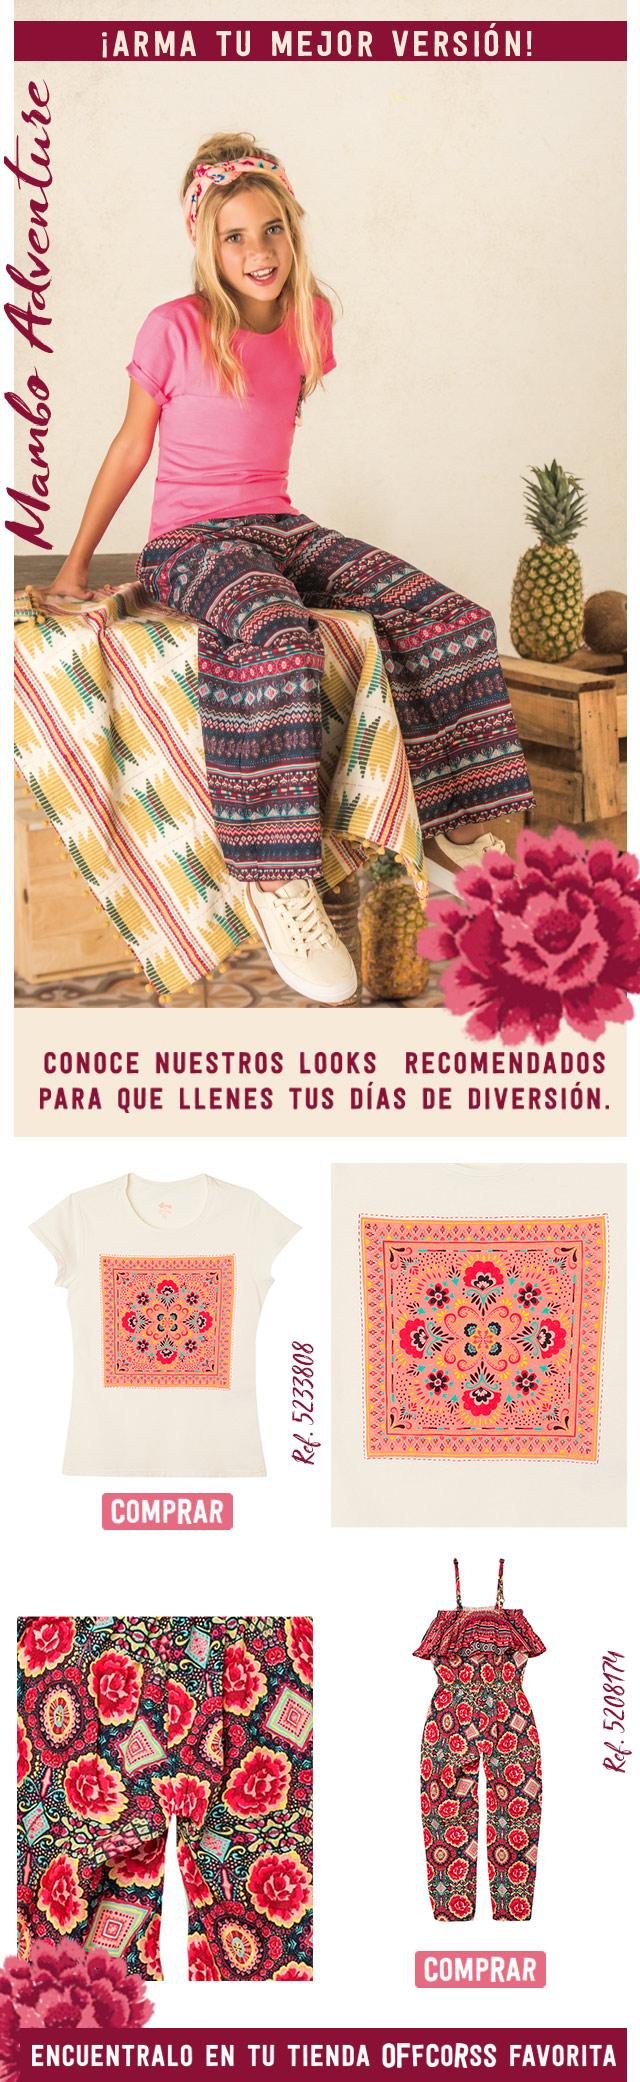 ¡ARMA TU MEJOR VERSIÓN!
Mambo Adventure
CONOCE NUESTROS LOOKS RECOMENDADOS
PARA QUE LLENES TUS DÍAS DE DIVERSIÓN.
Ref. 5233808
COMPRAR
Ref. 5208174
COMPRAR
ENCUENTRALO EN TU TIENDA OFFCORSS FAVORITA